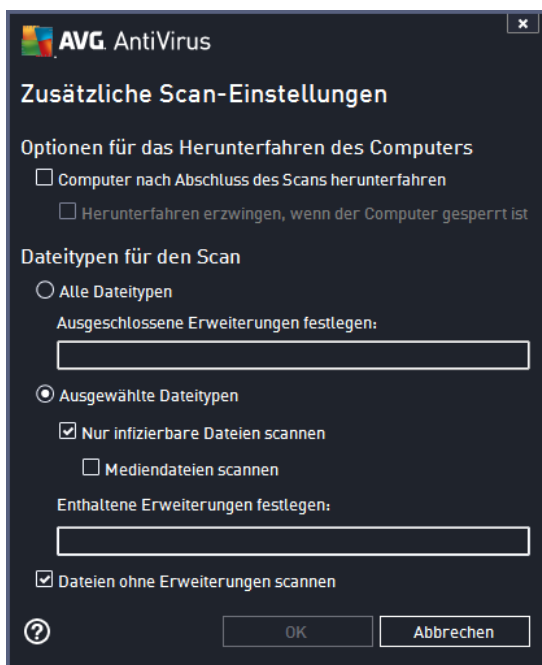 AVG. AntiVirus
Zusätzliche Scan-Einstellungen
Optionen für das Herunterfahren des Computers
Computer nach Abschluss des Scans herunterfahren
Herunterfahren erzwingen, wenn der Computer gesperrt ist
Dateitypen für den Scan
Alle Dateitypen
Ausgeschlossene Erweiterungen festlegen:
Ausgewählte Dateitypen
Nur infizierbare Dateien scannen
Mediendateien scannen
Enthaltene Erweiterungen festlegen:
Dateien ohne Erweiterungen scannen
OK
Abbrechen